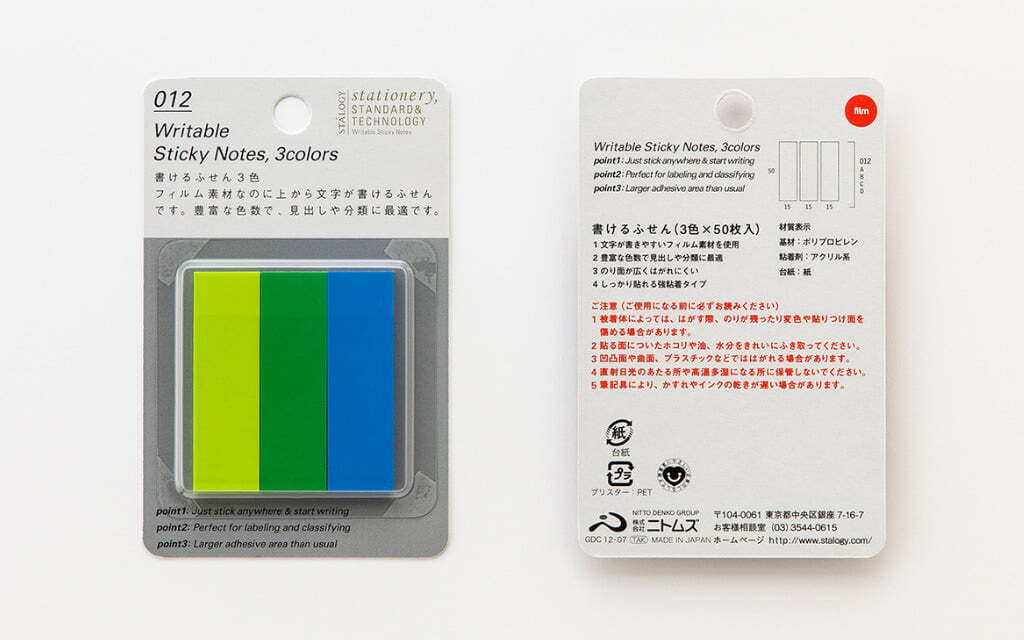 012
Writable
Sticky Notes, 3colors
STÁLOGY
stationery,
STANDARD&
TECHNOLOGY
Writable Sticky Notes
書けるふせん3色
フィルム素材なのに上から文字が書けるふせん
です。豊富な色数で、見出しや分類に最適です。
point1: Just stick anywhere & start writing
point2: Perfect for labeling and classifying
point3: Larger adhesive area than usual
film
Writable Sticky Notes, 3colors
point1: Just stick anywhere & start writing
point2: Perfect for labeling and classifying
point3: Larger adhesive area than usual
50
15 15 15
012
A
B
C
D
書けるふせん(3色×50枚入)
1 文字が書きやすいフィルム素材を使用
2 豊富な色数で見出しや分類に最適
3 のり面が広くはがれにくい
4 しっかり貼れる強粘着タイプ
材質表示
基材:ポリプロピレン
粘着剤:アクリル系
台紙:紙
ご注意(ご使用になる前に必ずお読みください)
1 被着体によっては、はがす際、のりが残ったり変色や貼りつけ面を
傷める場合があります。
2 貼る面についたホコリや油、水分をきれいにふき取ってください。
3 凹凸面や曲面、プラスチックなどでははがれる場合があります。
4 直射日光のあたる所や高温多湿になる所に保管しないでください。
5 筆記具により、かすれやインクの乾きが遅い場合があります。
紙
台紙
プラ
ブリスター:PET
NITTO DENKO GROUP
株式会社 ニトムズ
〒104-0061 東京都中央区銀座 7-16-7
お客様相談室 (03) 3544-0615
GDC 12・07 TAK MADE IN JAPAN ホームページ http://www.stalogy.com/